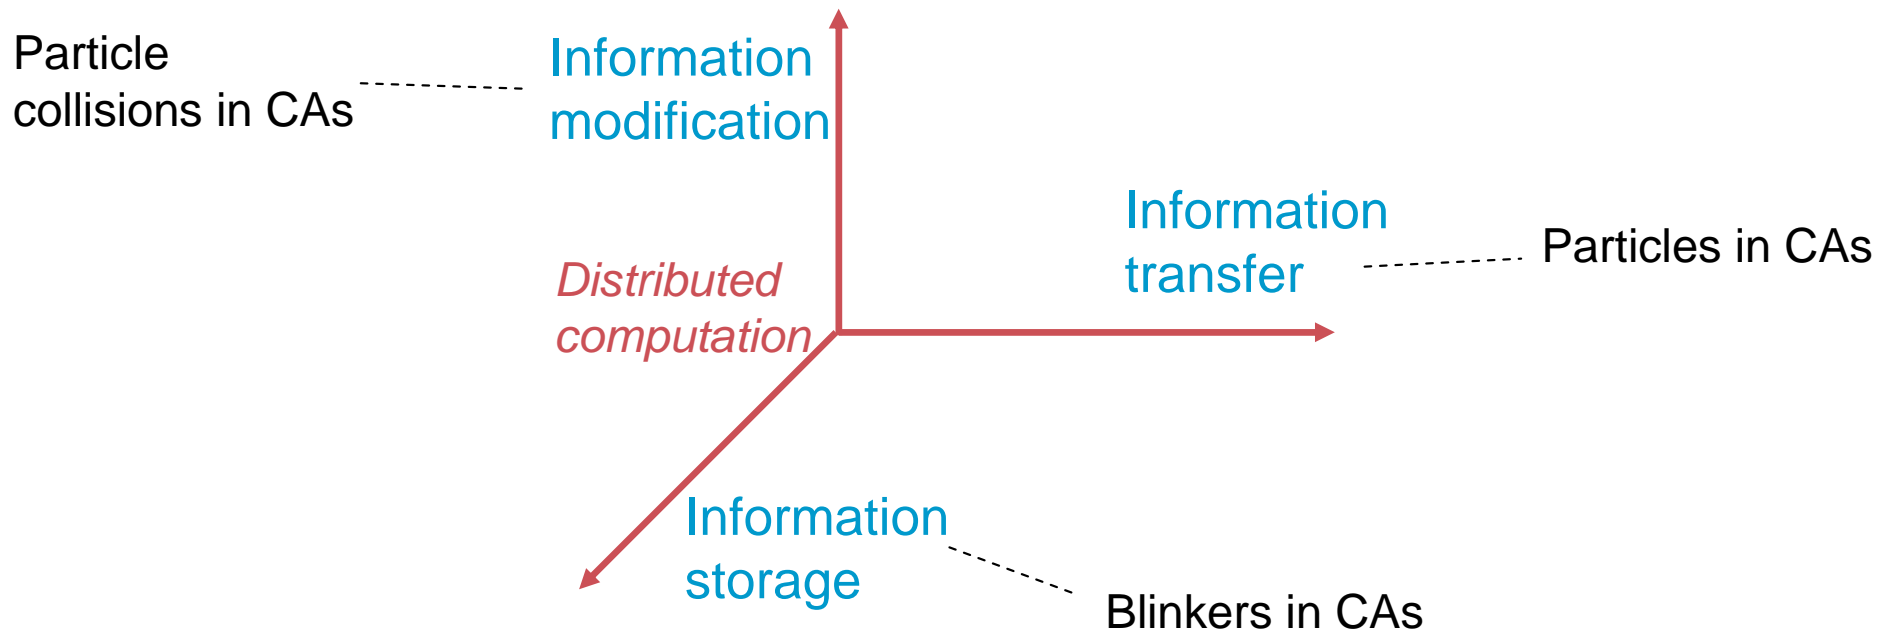 Particle
collisions in CAs
Information
modification
Information
transfer
Particles in CAs
Distributed
computation
Information
storage
Blinkers in CAs